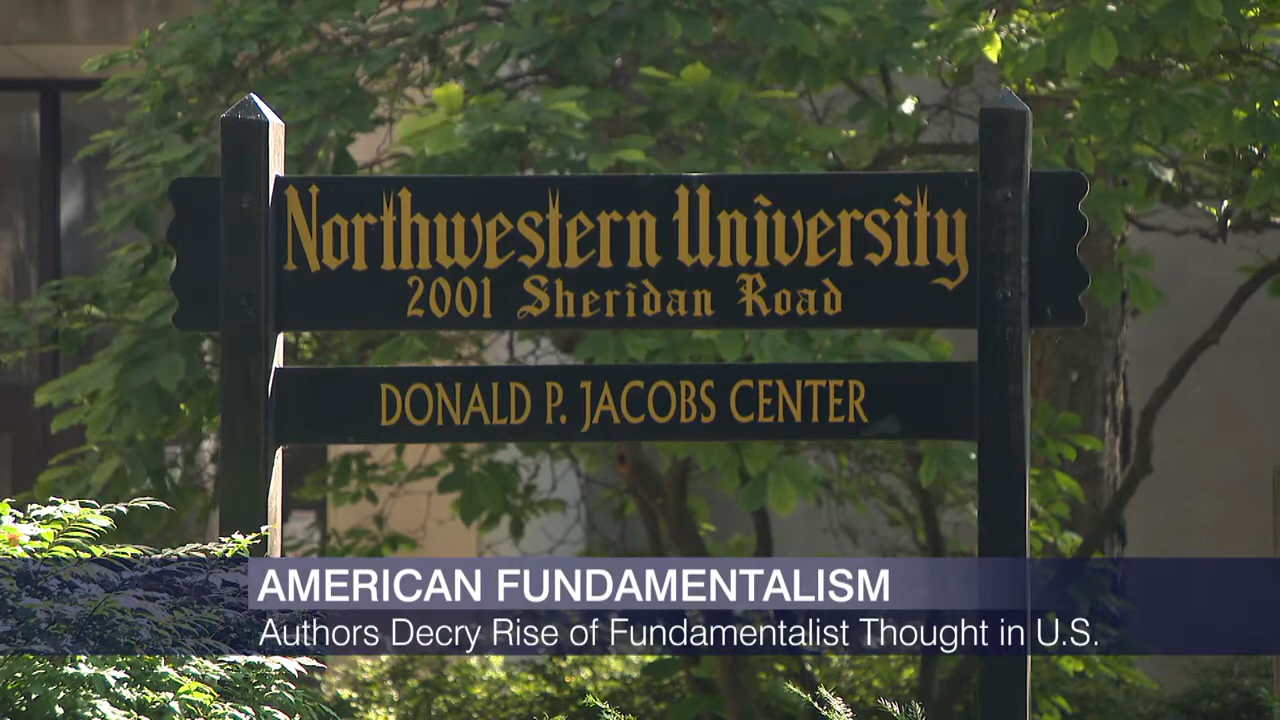 Northwestern University
2001 Sheridan Road
DONALD P. JACOBS CENTER
AMERICAN FUNDAMENTALISM
Authors Decry Rise of Fundamentalist Thought in U.S.